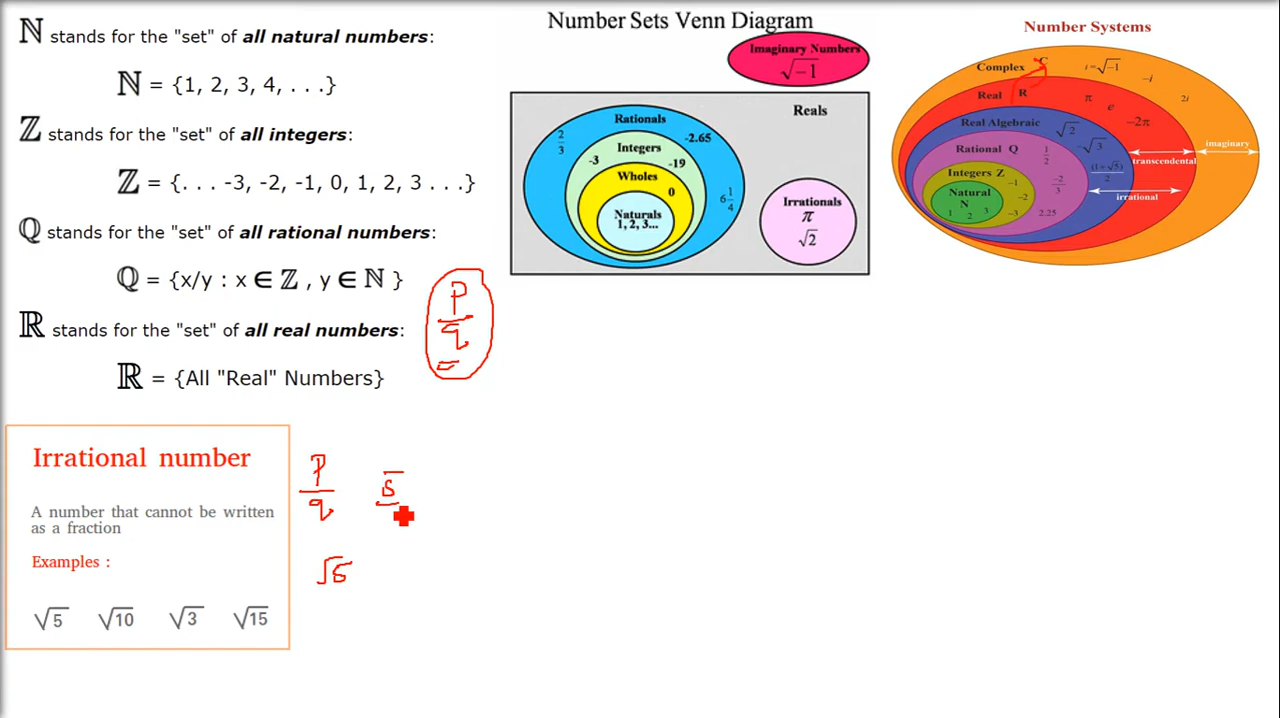 ℕ stands for the "set" of all natural numbers:
ℕ = {1, 2, 3, 4, . . .}
ℤ stands for the "set" of all integers:
ℤ = {. . . -3, -2, -1, 0, 1, 2, 3 . . .}
ℚ stands for the "set" of all rational numbers:
ℚ = {x/y : x ∈ ℤ , y ∈ ℕ }
ℝ stands for the "set" of all real numbers:
ℝ = {All "Real" Numbers}
p
q
Irrational number
A number that cannot be written
as a fraction
Examples :
√5 √10 √3 √15
p
q
5
√5
Number Sets Venn Diagram
Imaginary Numbers
√-1
Reals
Rationals
2/3
-2.65
Integers
-3
-19
Wholes
0
6 1/4
Naturals
1, 2, 3...
Irrationals
π
√2
Number Systems
Complex C
i = √-1
-i
2i
Real R
π
e
-2π
Real Algebraic
√2
-√3
(1+√5)/2
Rational Q
1/2
-2/3
2.25
Integers Z
-1
-2
-3
Natural
N
1 2 3
imaginary
transcendental
irrational